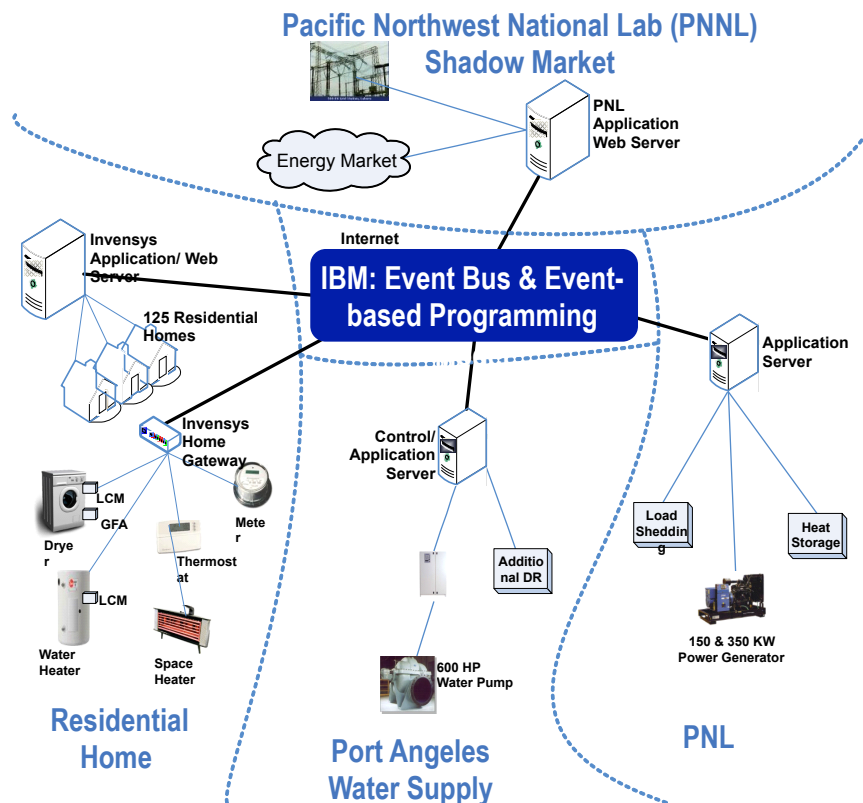 Pacific Northwest National Lab (PNNL)
Shadow Market
PNL
Application
Web Server
Energy Market
Internet
IBM: Event Bus & Event-
based Programming
Invensys
Application/ Web
Server
125 Residential
Homes
Invensys
Home
Gateway
LCM
GFA
Drye
r
Mete
r
Thermost
at
LCM
Water
Heater
Space
Heater
Residential
Home
Control/
Application
Server
Additio
nal DR
600 HP
Water Pump
Port Angeles
Water Supply
Application
Server
Load
Sheddin
g
Heat
Storage
150 & 350 KW
Power Generator
PNL